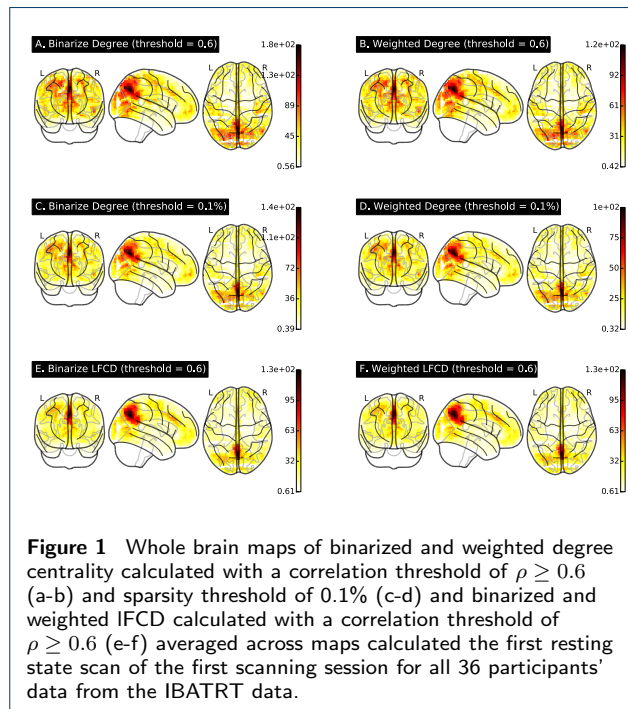 A. Binarize Degree (threshold = 0.6)
L R
1.8e+02
1.3e+02
89
45
0.56
B. Weighted Degree (threshold = 0.6)
L R
1.2e+02
92
61
31
0.42
C. Binarize Degree (threshold = 0.1%)
L R
1.4e+02
1.1e+02
72
36
0.39
D. Weighted Degree (threshold = 0.1%)
L R
1e+02
75
50
25
0.32
E. Binarize LFCD (threshold = 0.6)
L R
1.3e+02
95
63
32
0.61
F. Weighted LFCD (threshold = 0.6)
L R
1.3e+02
95
63
32
0.61
Figure 1 Whole brain maps of binarized and weighted degree
centrality calculated with a correlation threshold of ρ ≥ 0.6
(a-b) and sparsity threshold of 0.1% (c-d) and binarized and
weighted lFCD calculated with a correlation threshold of
ρ ≥ 0.6 (e-f) averaged across maps calculated the first resting
state scan of the first scanning session for all 36 participants'
data from the IBATRT data.